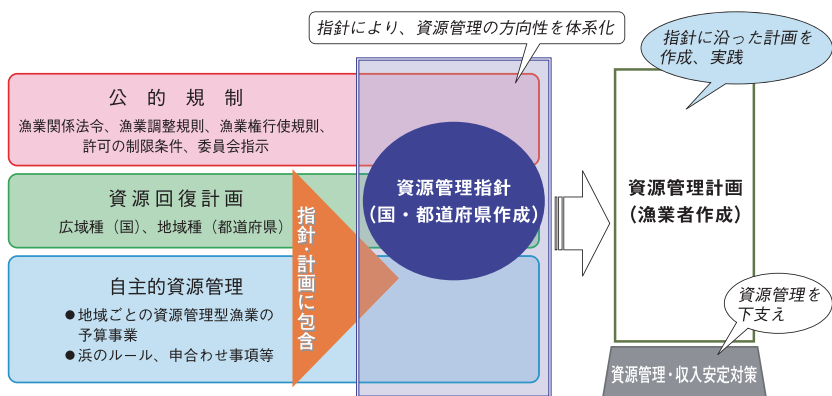 指針により、資源管理の方向性を体系化
指針に沿った計画を
作成、実践
公的規制
漁業関係法令、漁業調整規則、漁業権行使規則、
許可の制限条件、委員会指示
資源回復計画
広域種（国）、地域種（都道府県）
自主的資源管理
●地域ごとの資源管理型漁業の
予算事業
●浜のルール、申合わせ事項等
指針・計画に包含
資源管理指針
（国・都道府県作成）
資源管理計画
（漁業者作成）
資源管理を
下支え
資源管理・収入安定対策